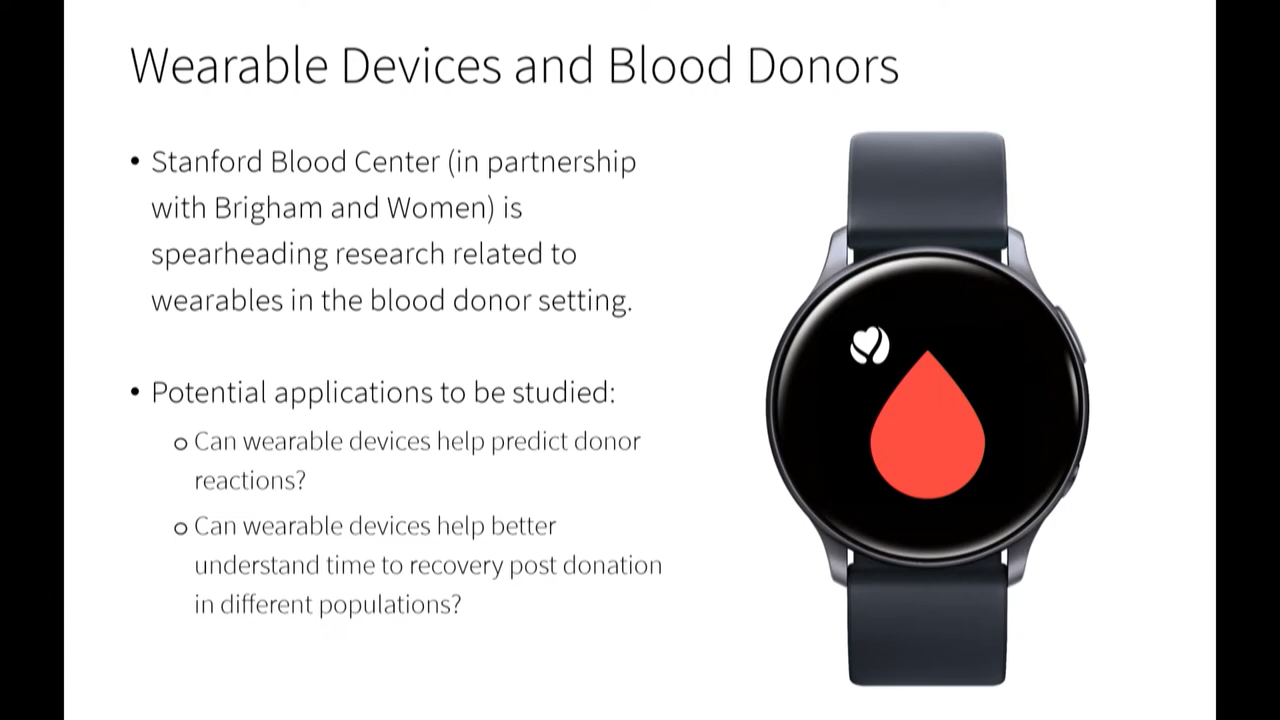 Wearable Devices and Blood Donors
• Stanford Blood Center (in partnership
with Brigham and Women) is
spearheading research related to
wearables in the blood donor setting.
• Potential applications to be studied:
o Can wearable devices help predict donor
reactions?
o Can wearable devices help better
understand time to recovery post donation
in different populations?